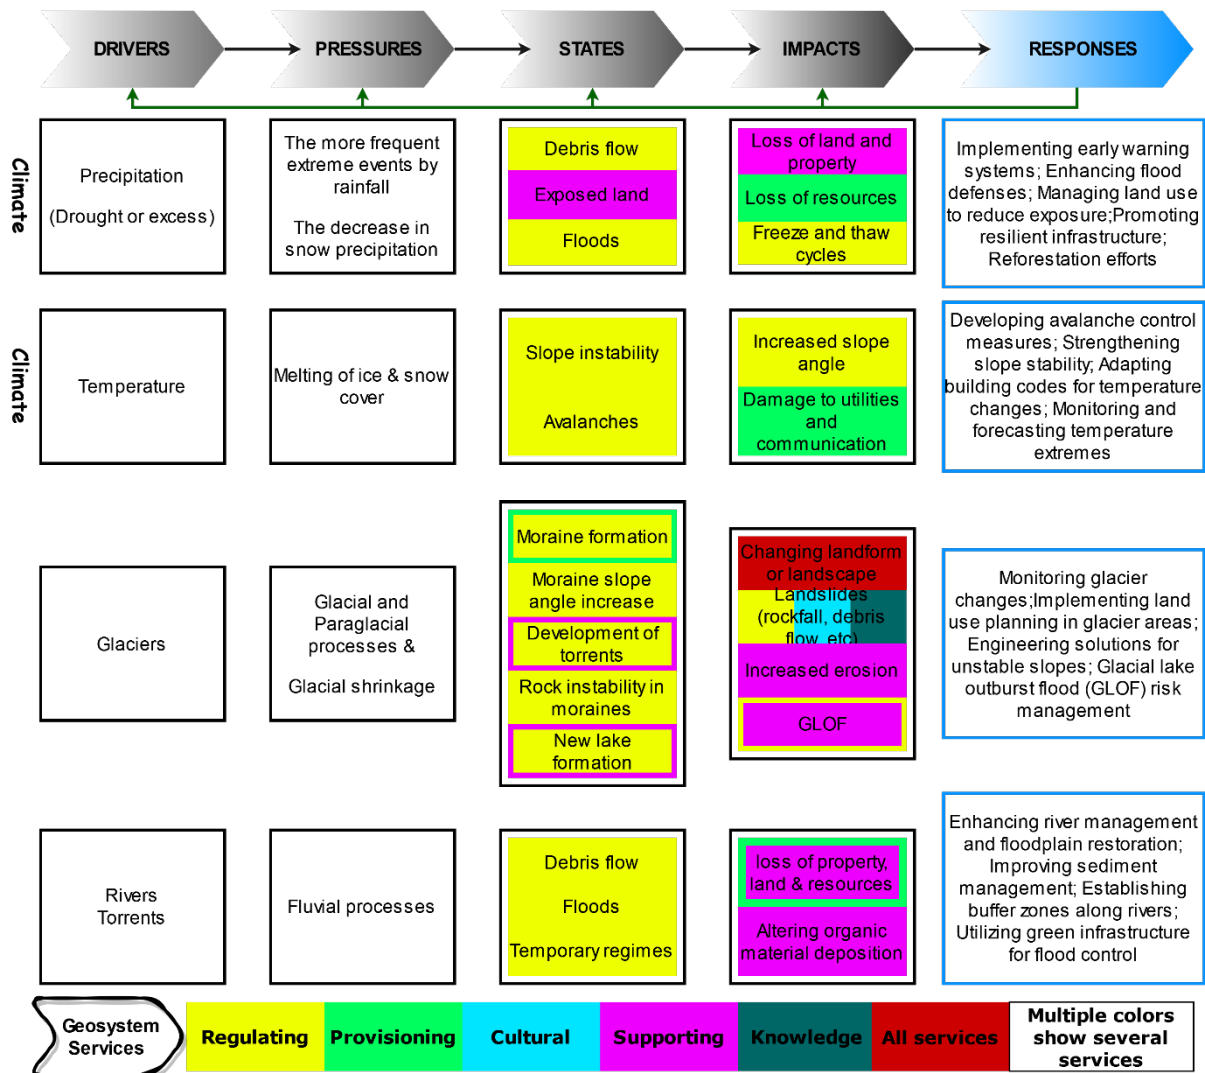 DRIVERS
PRESSURES
STATES
IMPACTS
RESPONSES
Climate
Precipitation
(Drought or excess)
The more frequent
extreme events by
rainfall
The decrease in
snow precipitation
Debris flow
Exposed land
Floods
Loss of land and
property
Loss of resources
Freeze and thaw
cycles
Implementing early warning
systems; Enhancing flood
defenses; Managing land use
to reduce exposure;Promoting
resilient infrastructure;
Reforestation efforts
Climate
Temperature
Melting of ice & snow
cover
Slope instability
Avalanches
Increased slope
angle
Damage to utilities
and
communication
Developing avalanche control
measures; Strengthening
slope stability; Adapting
building codes for temperature
changes; Monitoring and
forecasting temperature
extremes
Glaciers
Glacial and
Paraglacial
processes &
Glacial shrinkage
Moraine formation
Moraine slope
angle increase
Development of
torrents
Rock instability in
moraines
New lake
formation
Changing landform
or landscape
Landslides
(rockfall, debris
flow, etc)
Increased erosion
GLOF
Monitoring glacier
changes;Implementing land
use planning in glacier areas;
Engineering solutions for
unstable slopes; Glacial lake
outburst flood (GLOF) risk
management
Rivers
Torrents
Fluvial processes
Debris flow
Floods
Temporary regimes
loss of property,
land & resources
Altering organic
material deposition
Enhancing river management
and floodplain restoration;
Improving sediment
management; Establishing
buffer zones along rivers;
Utilizing green infrastructure
for flood control
Geosystem
Services
Regulating
Provisioning
Cultural
Supporting
Knowledge
All services
Multiple colors
show several
services